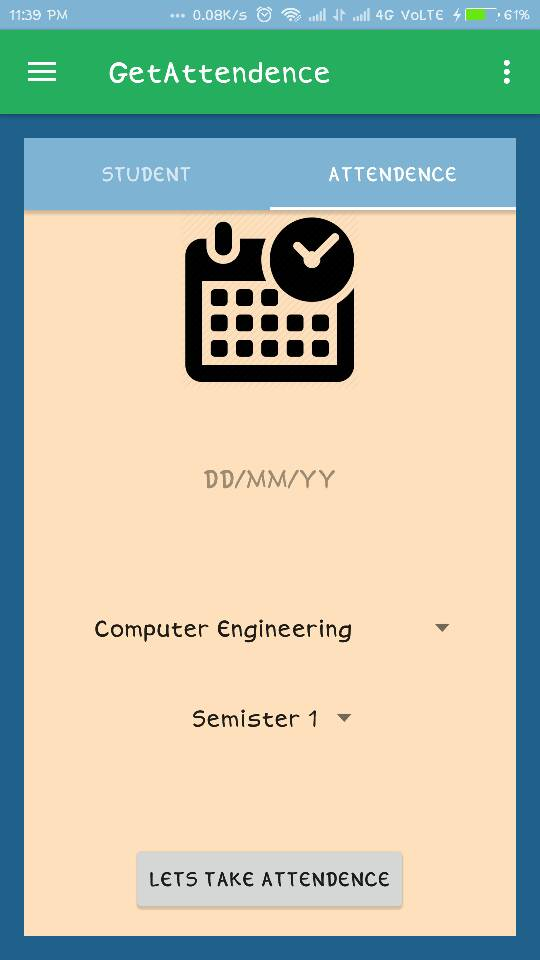 11:39 PM ... 0.08K/s 4G VoLTE 61%
GetAttendence
STUDENT ATTENDENCE
DD/MM/YY
Computer Engineering
Semister 1
LETS TAKE ATTENDENCE